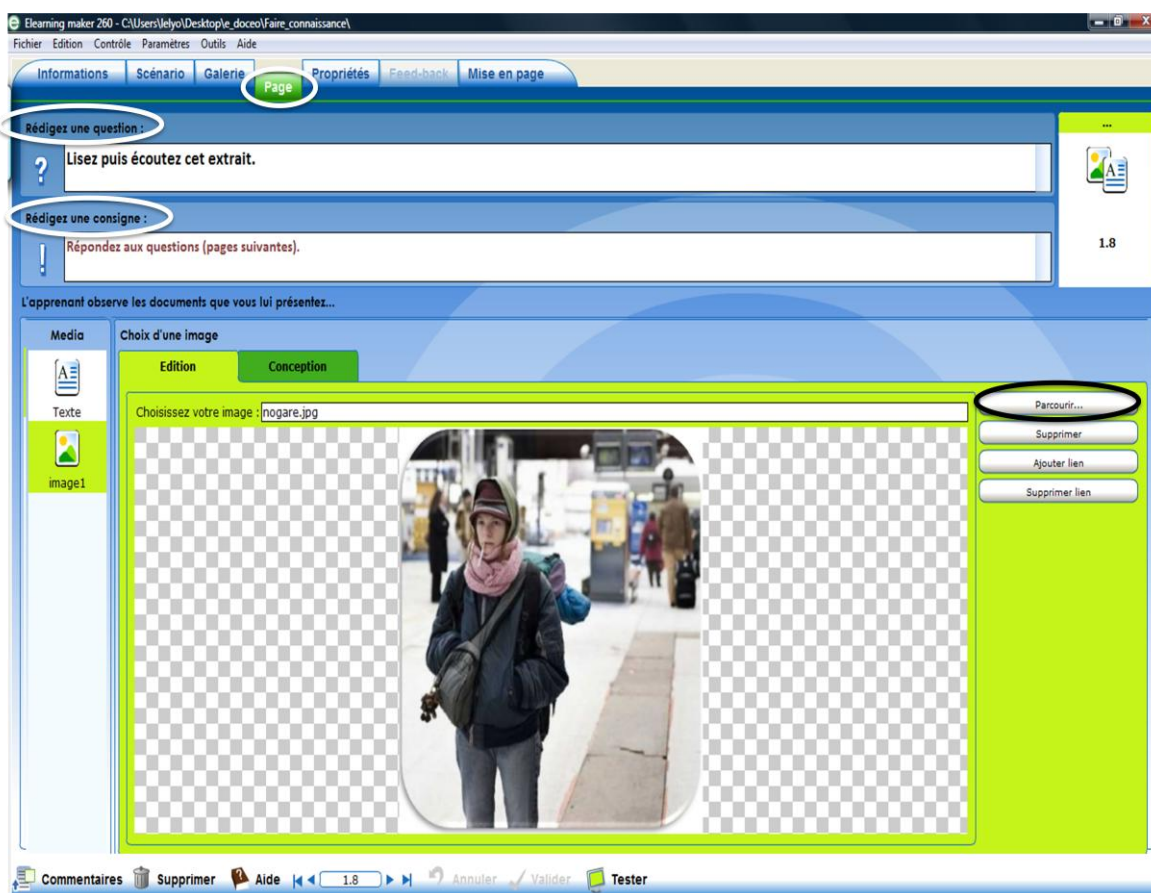 Elearning maker 260 - C:\Users\lelyo\Desktop\e_doceo\Faire_connaissance\
Fichier Edition Contrôle Paramètres Outils Aide
Informations Scénario Galerie Page Propriétés Feed-back Mise en page
Rédigez une question :
...
? Lisez puis écoutez cet extrait.
Rédigez une consigne :
1.8
! Répondez aux questions (pages suivantes).
L'apprenant observe les documents que vous lui présentez...
Media Choix d'une image
Edition Conception
Texte
Choisissez votre image : nogare.jpg
Parcourir...
Supprimer
Ajouter lien
Supprimer lien
image1
Commentaires Supprimer Aide 1.8 Annuler Valider Tester